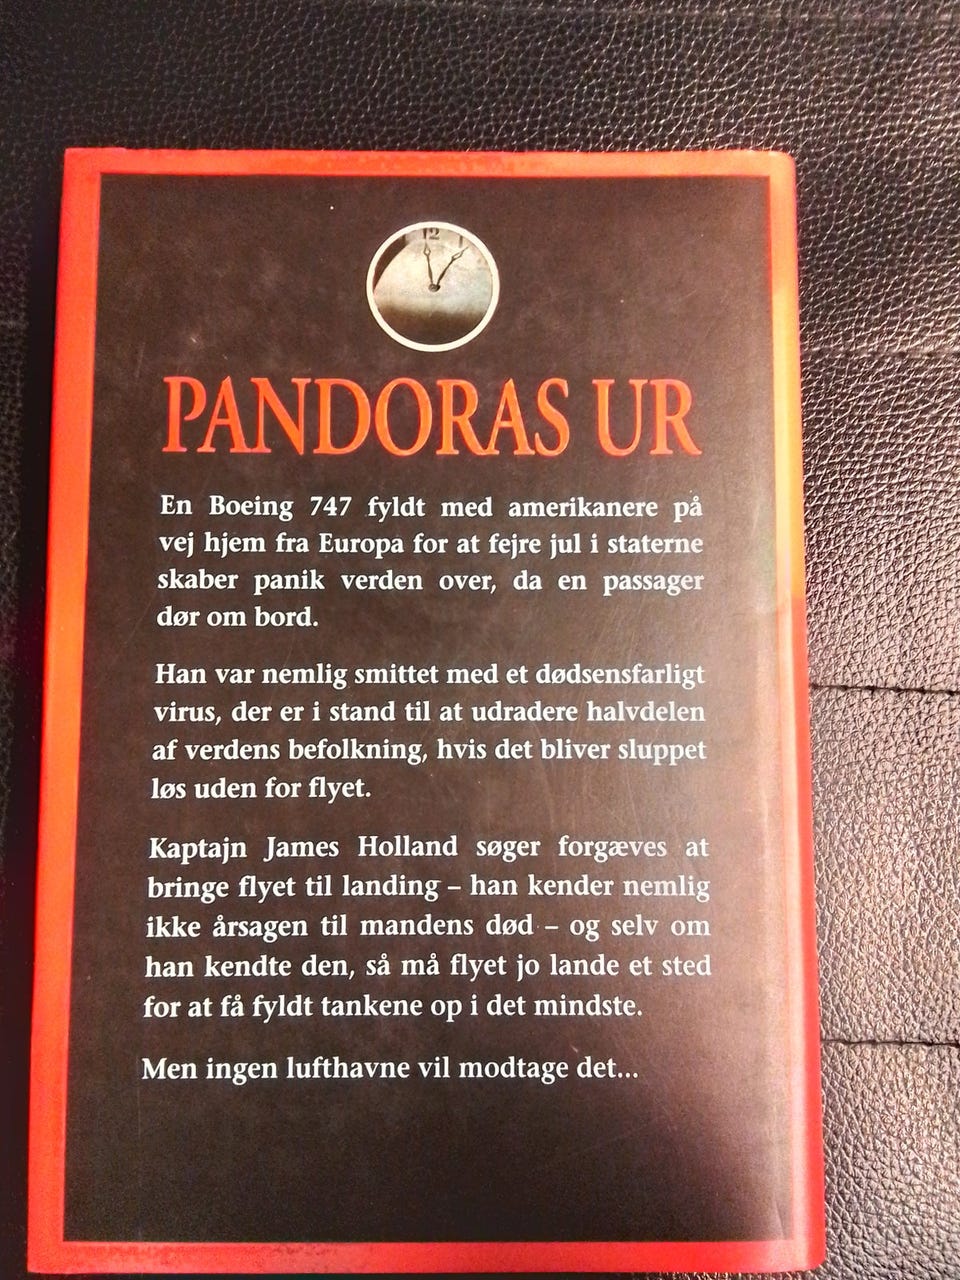 12
1
PANDORAS UR
En Boeing 747 fyldt med amerikanere på
vej hjem fra Europa for at fejre jul i staterne
skaber panik verden over, da en passager
dør om bord.
Han var nemlig smittet med et dødsensfarligt
virus, der er i stand til at udradere halvdelen
af verdens befolkning, hvis det bliver sluppet
løs uden for flyet.
Kaptajn James Holland søger forgæves at
bringe flyet til landing – han kender nemlig
ikke årsagen til mandens død – og selv om
han kendte den, så må flyet jo lande et sted
for at få fyldt tankene op i det mindste.
Men ingen lufthavne vil modtage det...